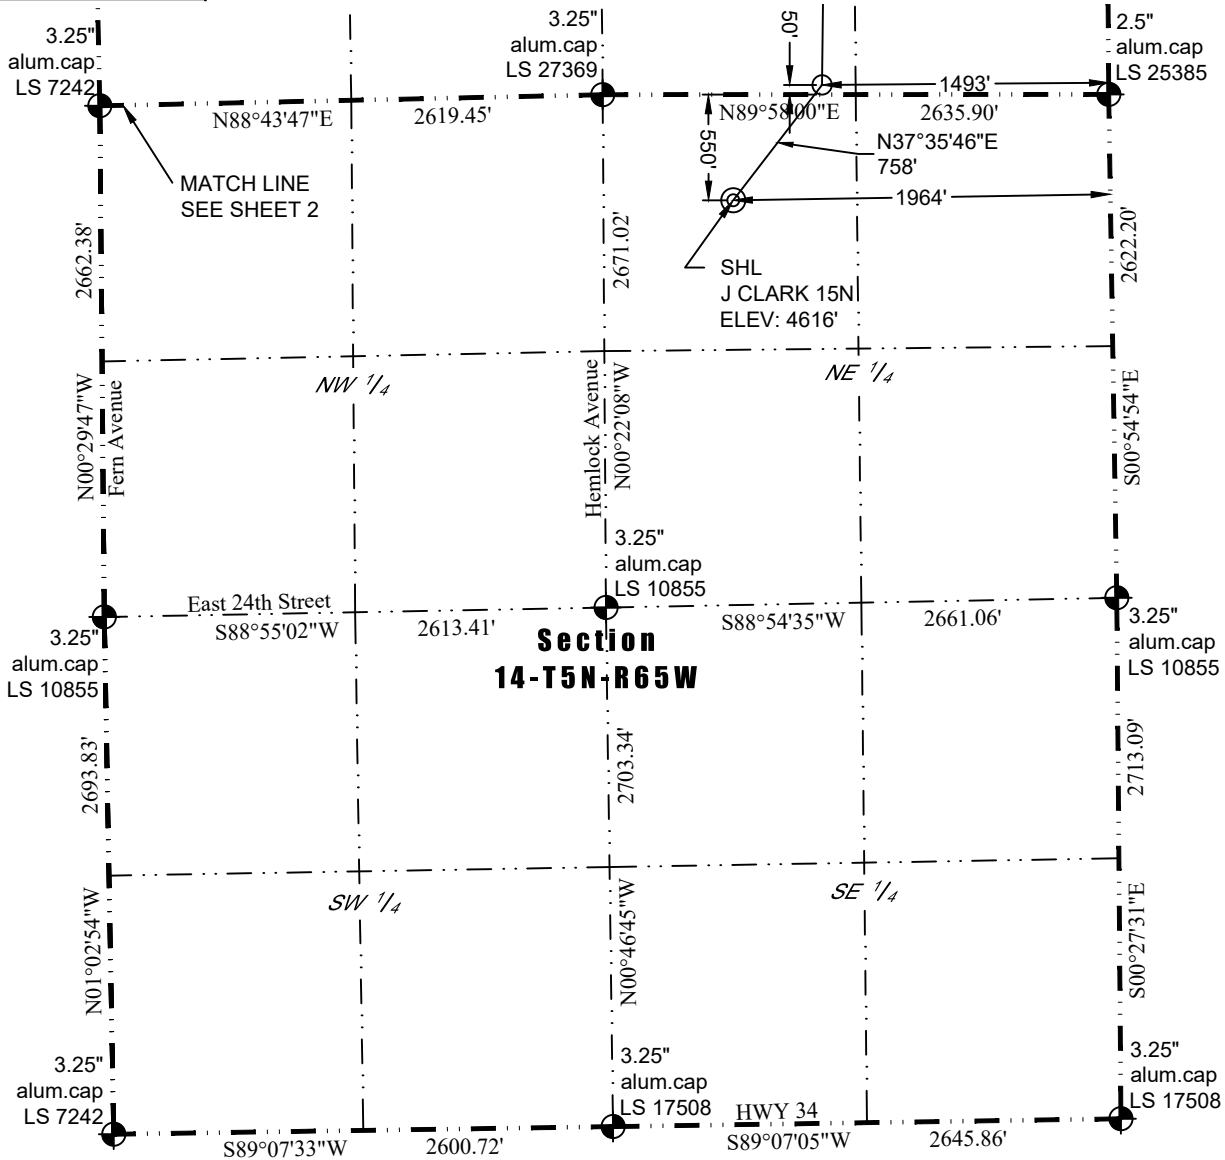 3.25"
alum.cap
LS 7242
3.25"
alum.cap
LS 27369
50'
2.5"
alum.cap
LS 25385
1493'
N88°43'47"E
2619.45'
N89°58'00"E
2635.90'
550'
N37°35'46"E
758'
MATCH LINE
SEE SHEET 2
1964'
2662.38'
2671.02'
2622.20'
SHL
J CLARK 15N
ELEV: 4616'
NW 1/4
NE 1/4
N00°29'47"W
Fern Avenue
Hemlock Avenue
N00°22'08"W
S00°54'54"E
3.25"
alum.cap
LS 10855
East 24th Street
S88°55'02"W
2613.41'
S88°54'35"W
2661.06'
3.25"
alum.cap
LS 10855
Section
14-T5N-R65W
3.25"
alum.cap
LS 10855
2693.83'
2703.34'
2713.09'
SW 1/4
SE 1/4
N01°02'54"W
N00°46'45"W
S00°27'31"E
3.25"
alum.cap
LS 7242
3.25"
alum.cap
LS 17508
3.25"
alum.cap
LS 17508
HWY 34
S89°07'33"W
2600.72'
S89°07'05"W
2645.86'